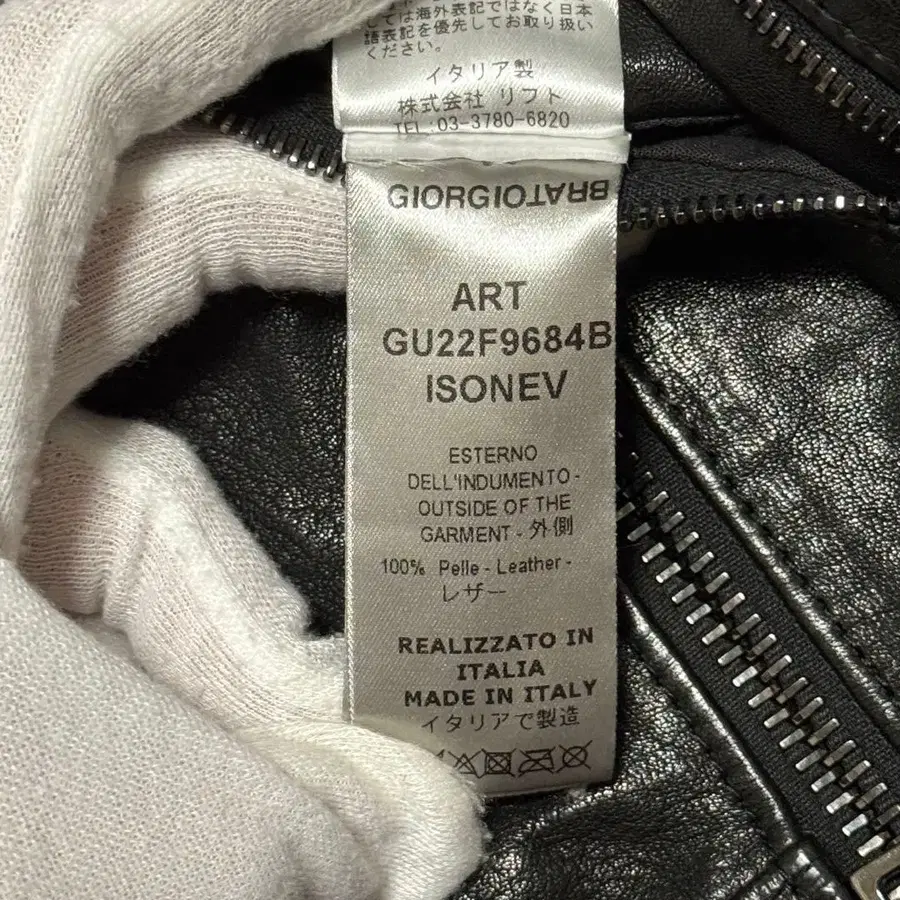 しては海外表記ではなく日本
語表記を優先してお取り扱い
ください。
イタリア製
株式会社 リフト
TEL:03-3780-6820
GIORGIOBRATO
ART
GU22F9684B
ISONEV
ESTERNO
DELL'INDUMENTO-
OUTSIDE OF THE
GARMENT - 外側
100% Pelle - Leather -
レザー
REALIZZATO IN
ITALIA
MADE IN ITALY
イタリアで製造